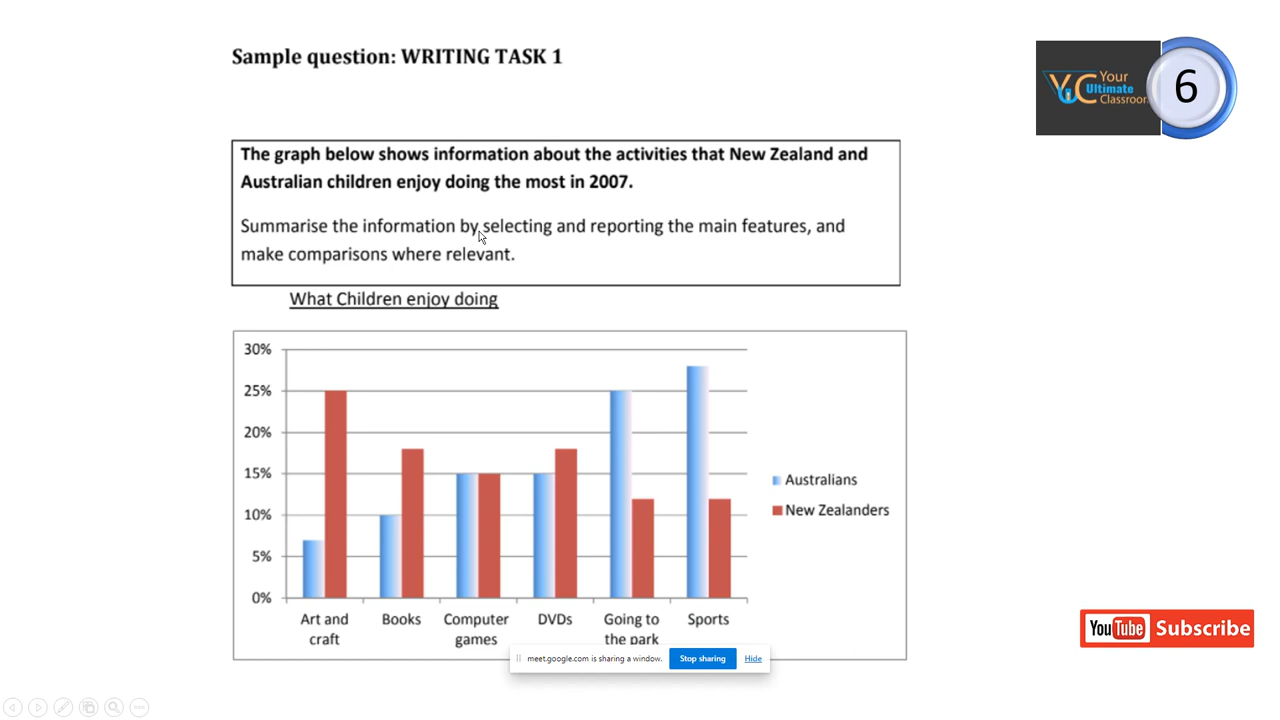 Sample question: WRITING TASK 1
Your
Ultimate
Classroom
6
The graph below shows information about the activities that New Zealand and
Australian children enjoy doing the most in 2007.
Summarise the information by selecting and reporting the main features, and
make comparisons where relevant.
What Children enjoy doing
30%
25%
20%
15%
10%
5%
0%
Art and
craft
Books
Computer
games
DVDs
Going to
the park
Sports
Australians
New Zealanders
meet.google.com is sharing a window.
Stop sharing
Hide
YouTube Subscribe